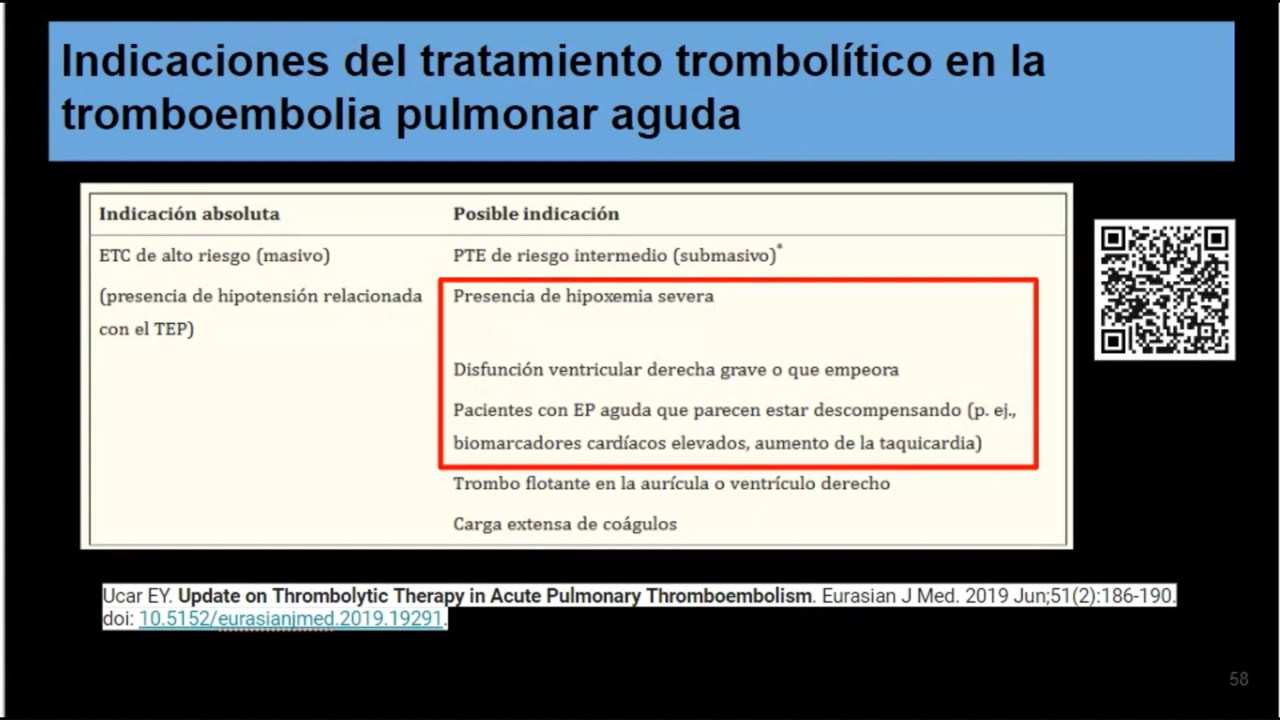 Indicaciones del tratamiento trombolítico en la
tromboembolia pulmonar aguda
Indicación absoluta
Posible indicación
ETC de alto riesgo (masivo)
PTE de riesgo intermedio (submasivo)*
(presencia de hipotensión relacionada
con el TEP)
Presencia de hipoxemia severa
Disfunción ventricular derecha grave o que empeora
Pacientes con EP aguda que parecen estar descompensando (p. ej.,
biomarcadores cardíacos elevados, aumento de la taquicardia)
Trombo flotante en la aurícula o ventrículo derecho
Carga extensa de coágulos
Ucar EY. Update on Thrombolytic Therapy in Acute Pulmonary Thromboembolism. Eurasian J Med. 2019 Jun;51(2):186-190.
doi: 10.5152/eurasianjmed.2019.19291.
58